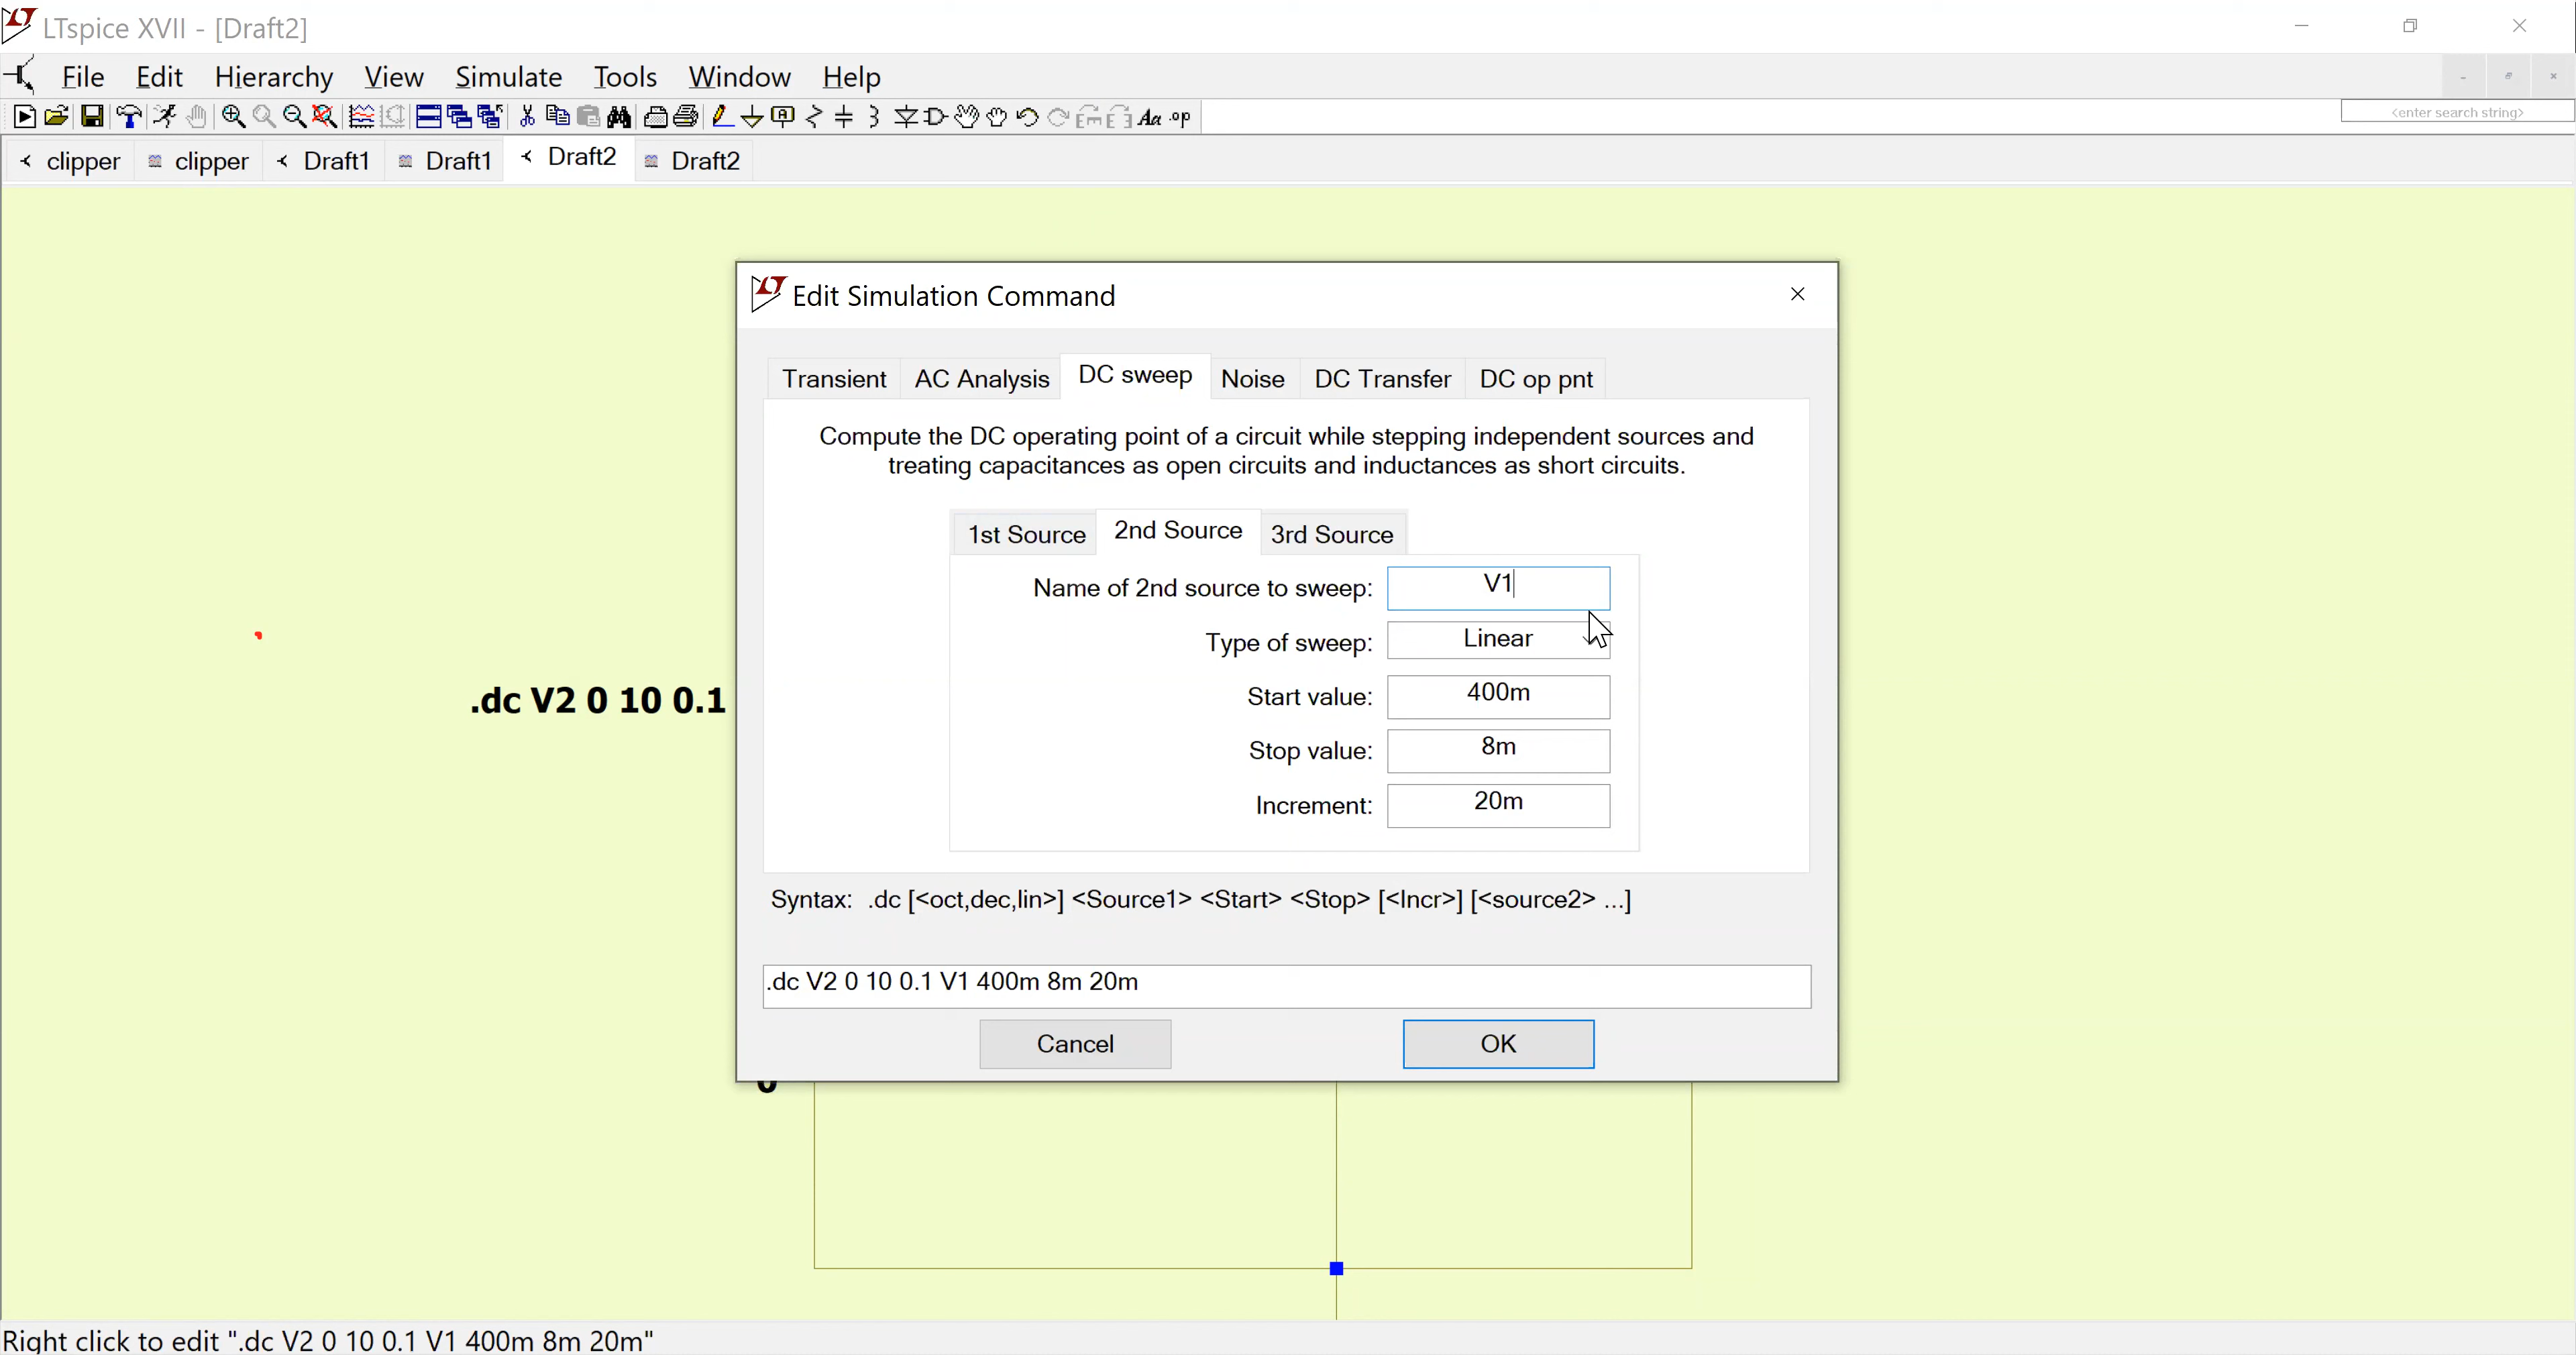 LTspice XVII - [Draft2]
File Edit Hierarchy View Simulate Tools Window Help
Aa .op
<enter search string>
clipper clipper Draft1 Draft1 Draft2 Draft2
Edit Simulation Command
Transient AC Analysis DC sweep Noise DC Transfer DC op pnt
Compute the DC operating point of a circuit while stepping independent sources and
treating capacitances as open circuits and inductances as short circuits.
1st Source 2nd Source 3rd Source
Name of 2nd source to sweep: V1
Type of sweep: Linear
Start value: 400m
Stop value: 8m
Increment: 20m
.dc V2 0 10 0.1
Syntax: .dc [<oct,dec,lin>] <Source1> <Start> <Stop> [<Incr>] [<source2> ...]
.dc V2 0 10 0.1 V1 400m 8m 20m
Cancel OK
Right click to edit ".dc V2 0 10 0.1 V1 400m 8m 20m"